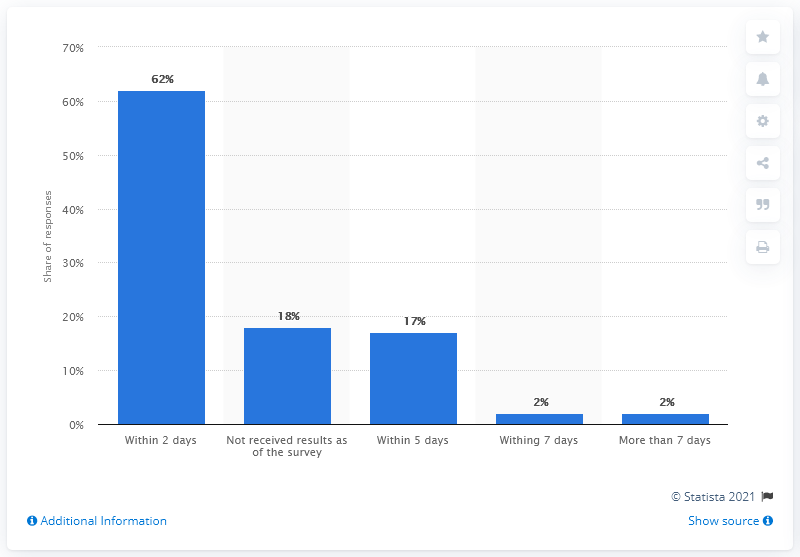 70%
60%
50%
40%
30%
20%
10%
0%
Share of responses
62%
18%
17%
2%
2%
Within 2 days
Not received results as
of the survey
Within 5 days
Withing 7 days
More than 7 days
© Statista 2021
Additional Information
Show source